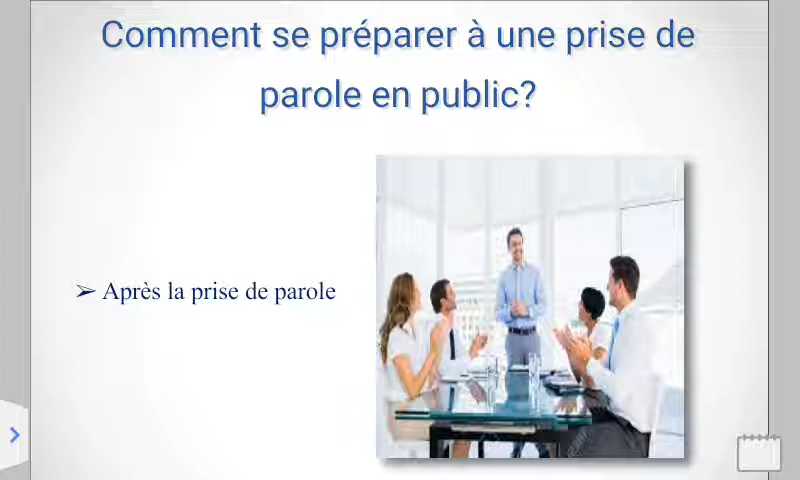 Comment se préparer à une prise de
parole en public?
➢ Après la prise de parole